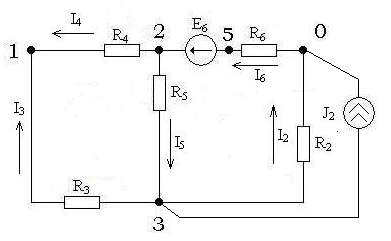 I₄
E₆
0
1
R₄
2
5
R₆
I₆
R₅
J₂
I₃
I₅
I₂
R₂
R₃
3